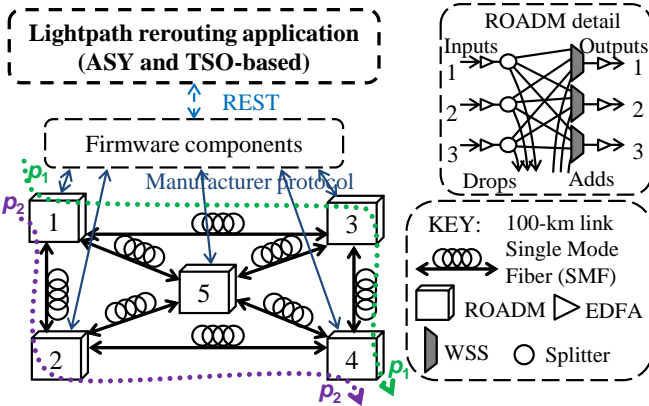 Lightpath rerouting application
(ASY and TSO-based)
REST
Firmware components
Manufacturer protocol
p1
p2
1
3
5
2
4
p2
p1
ROADM detail
Inputs
Outputs
1
1
2
2
3
3
Drops
Adds
KEY:
100-km link
Single Mode
Fiber (SMF)
ROADM
EDFA
WSS
Splitter